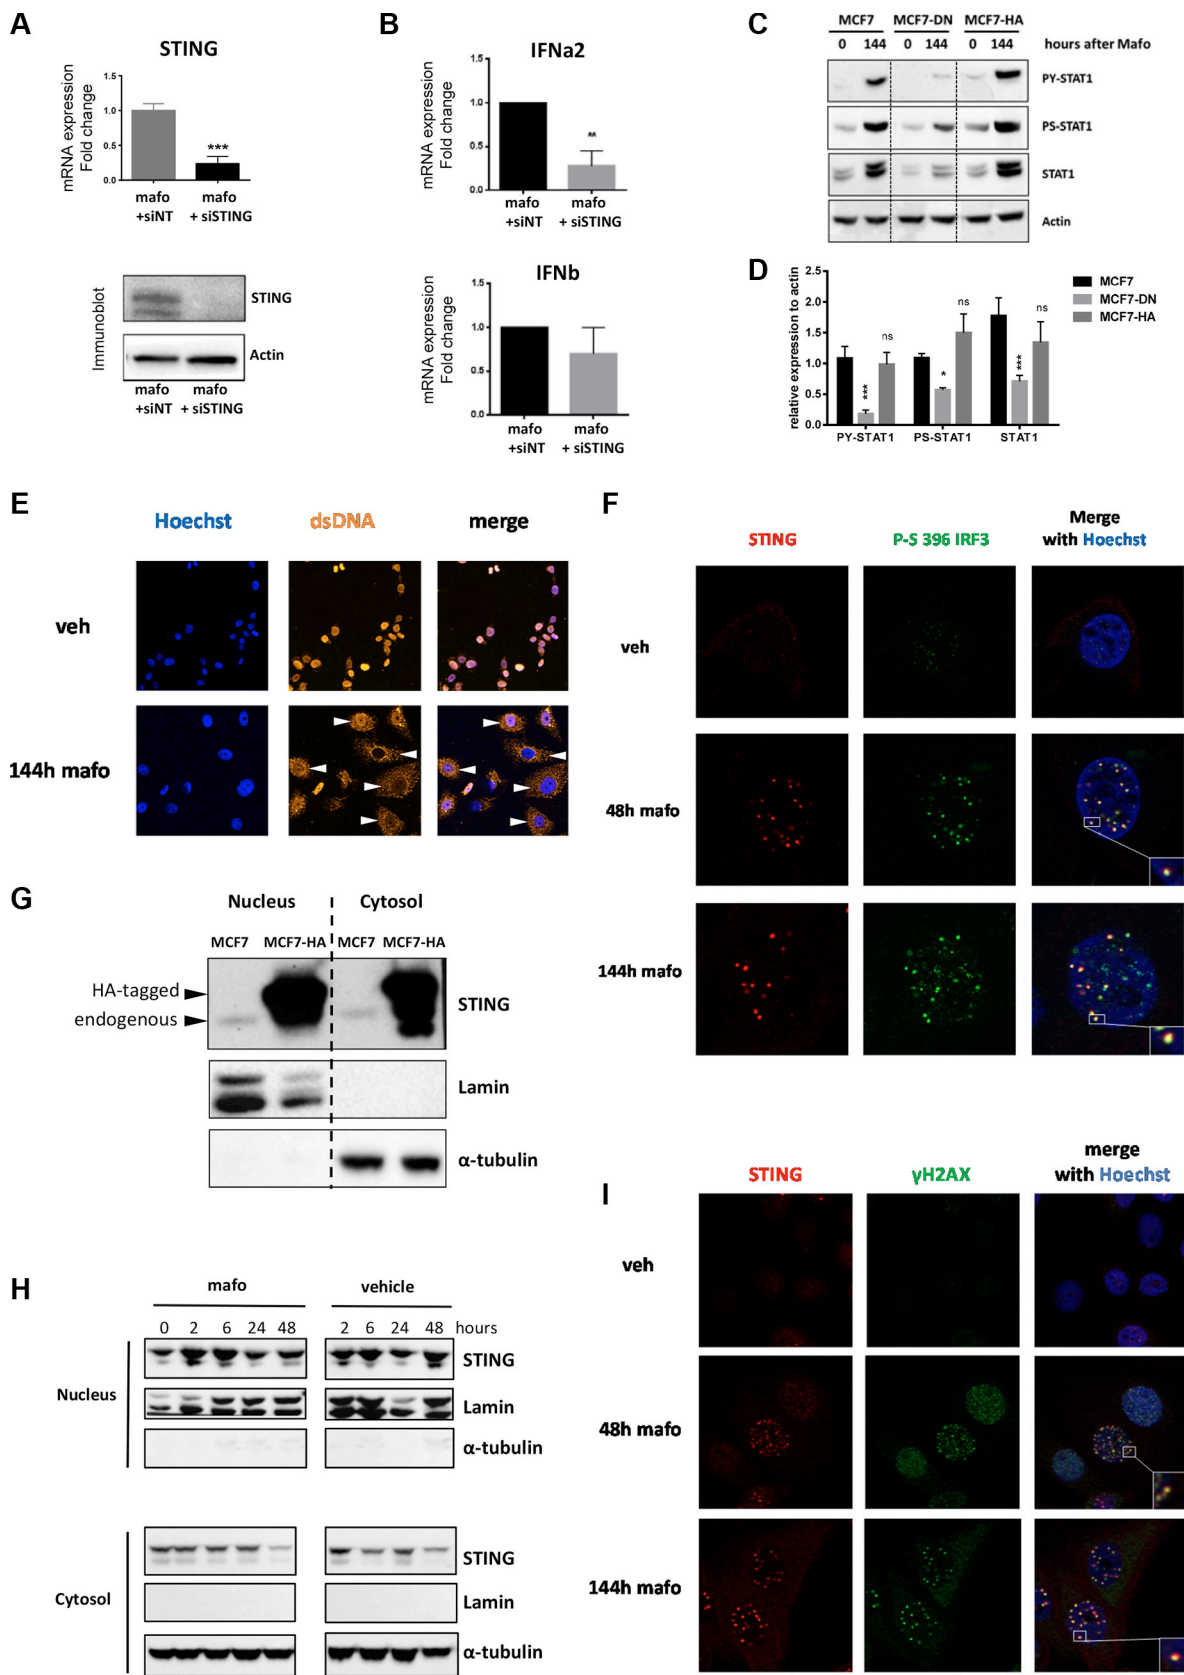 A
STING
mRNA expression
Fold change
1.5
1.0
0.5
0.0
***
mafo
+siNT
mafo
+ siSTING
Immunoblot
STING
Actin
mafo
+siNT
mafo
+ siSTING
B
IFNa2
mRNA expression
Fold change
1.5
1.0
0.5
0.0
mafo
+siNT
mafo
+ siSTING
IFNb
mRNA expression
Fold change
1.5
1.0
0.5
0.0
mafo
+siNT
mafo
+ siSTING
C
MCF7 MCF7-DN MCF7-HA
0 144 0 144 0 144 hours after Mafo
PY-STAT1
PS-STAT1
STAT1
Actin
D
relative expression to actin
2.5
2.0
1.5
1.0
0.5
0.0
*** ns * ns *** ns
PY-STAT1 PS-STAT1 STAT1
MCF7
MCF7-DN
MCF7-HA
E
Hoechst dsDNA merge
veh
144h mafo
F
STING P-S 396 IRF3 Merge
with Hoechst
veh
48h mafo
144h mafo
G
Nucleus Cytosol
MCF7 MCF7-HA MCF7 MCF7-HA
HA-tagged
endogenous
STING
Lamin
α-tubulin
H
mafo vehicle
0 2 6 24 48 2 6 24 48 hours
Nucleus
STING
Lamin
α-tubulin
Cytosol
STING
Lamin
α-tubulin
I
STING γH2AX merge
with Hoechst
veh
48h mafo
144h mafo